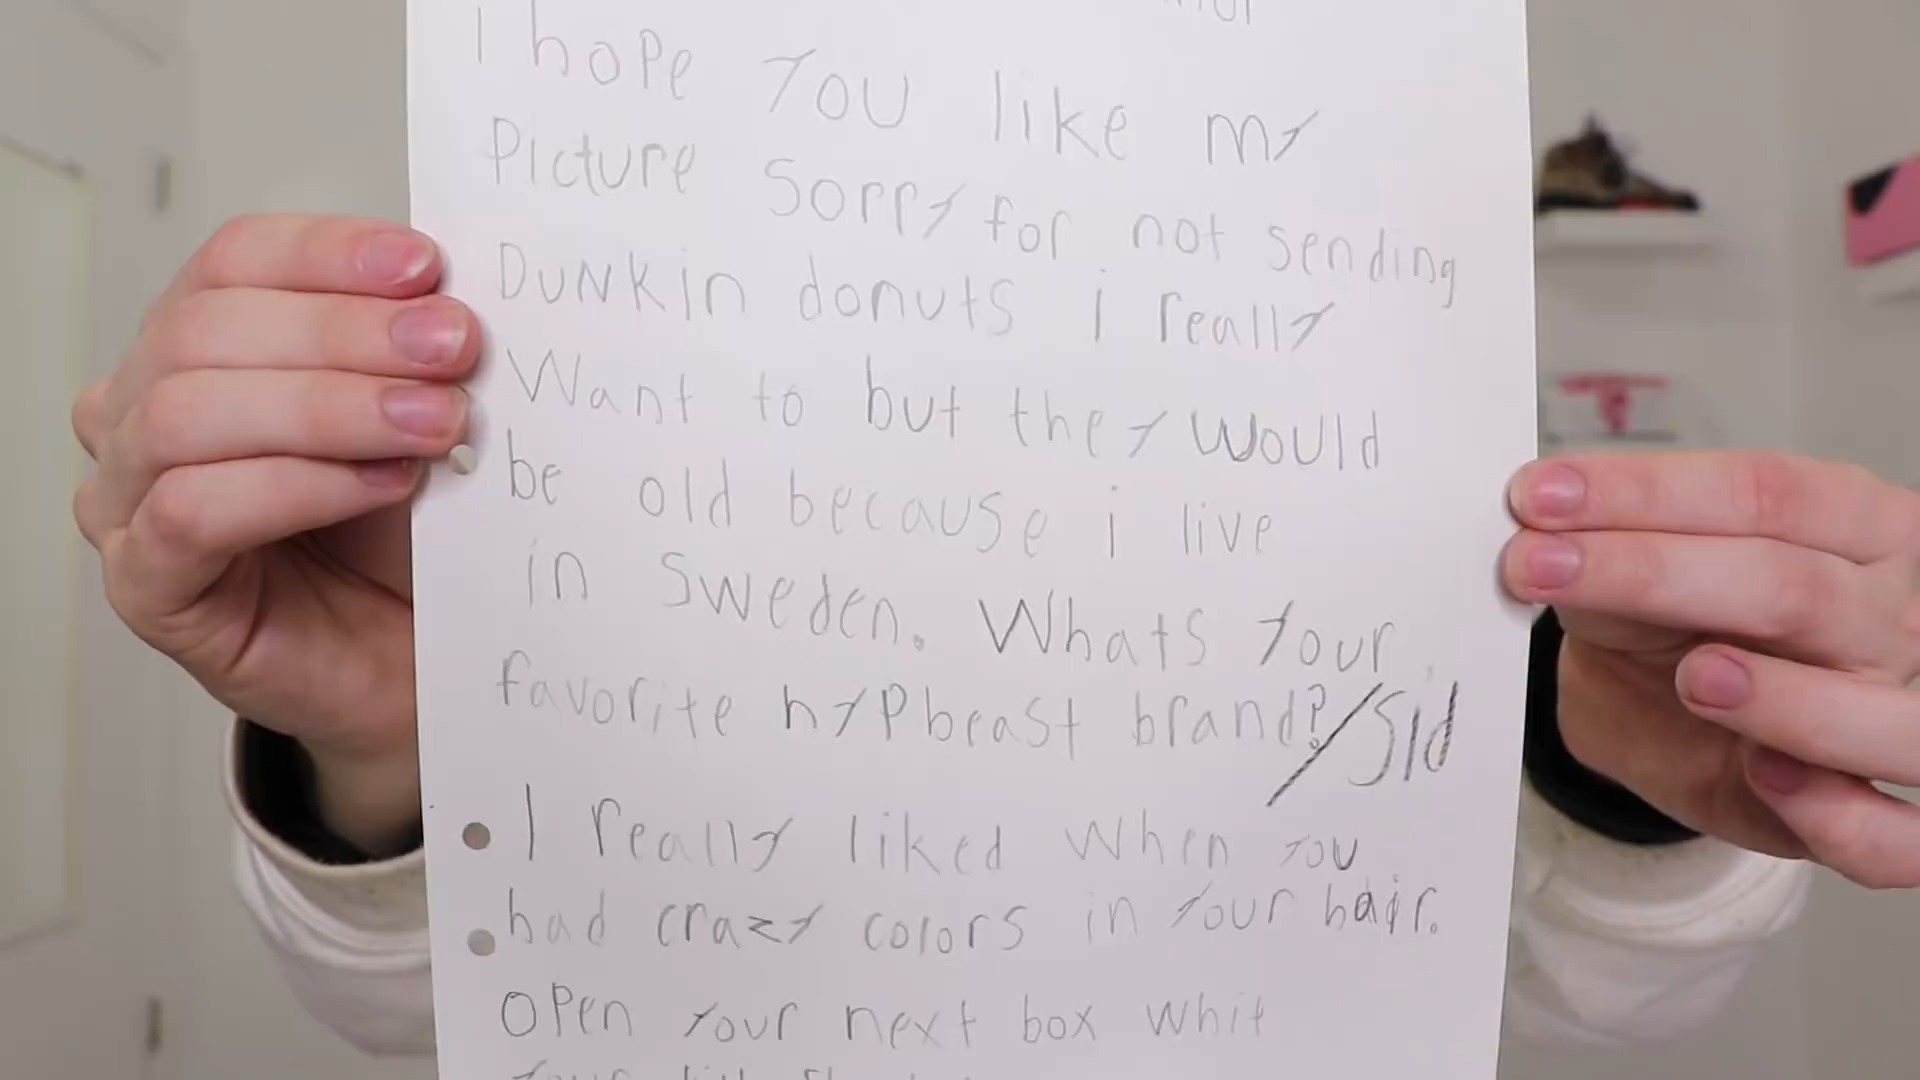 I hope You like my
Picture Sorry for not sending
Dunkin donuts i really
Want to but they would
be old because i live
in Sweden. Whats Your
favorite hypbeast brand? /Sid
I really liked When you
had crazy colors in Your hair.
Open Your next box whit